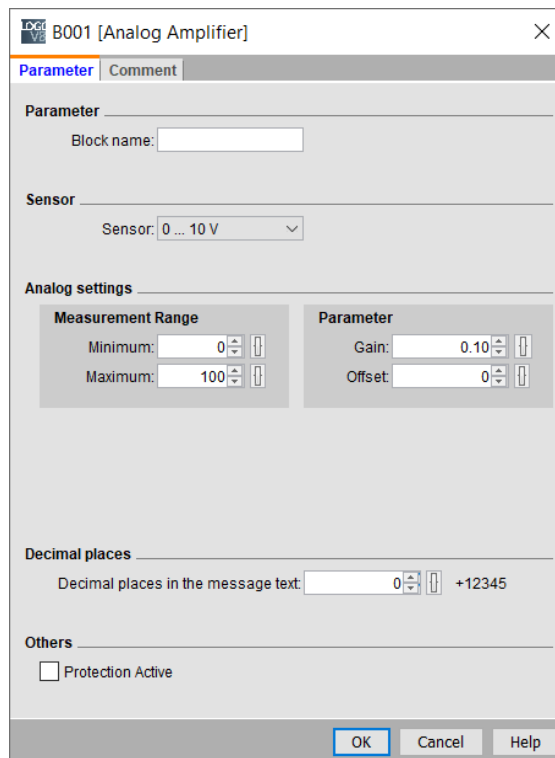 LOGO V8 B001 [Analog Amplifier]
Parameter Comment
Parameter
Block name:
Sensor
Sensor: 0 ... 10 V
Analog settings
Measurement Range Parameter
Minimum: 0 Gain: 0.10
Maximum: 100 Offset: 0
Decimal places
Decimal places in the message text: 0 +12345
Others
Protection Active
OK Cancel Help